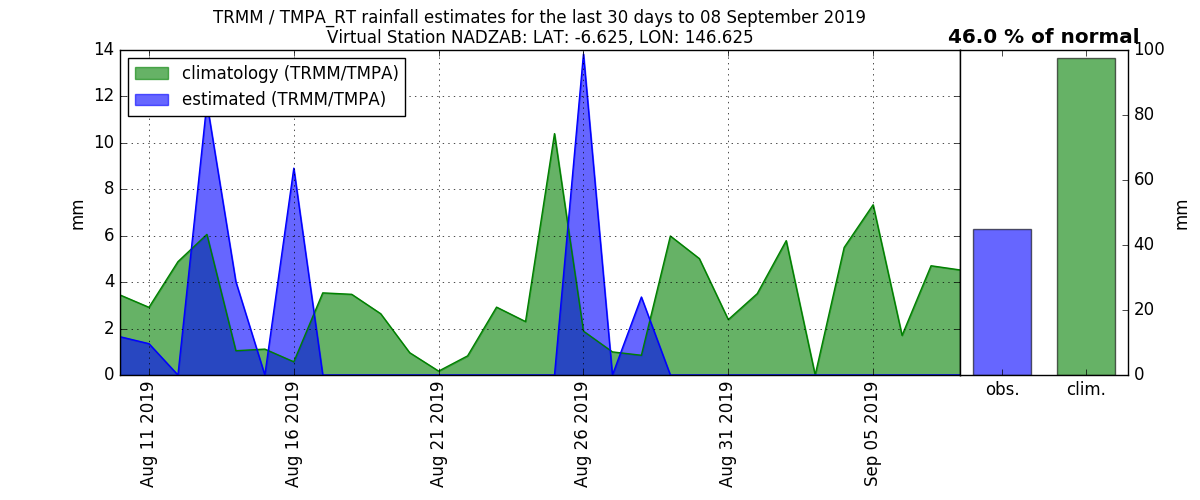 TRMM / TMPA_RT rainfall estimates for the last 30 days to 08 September 2019
Virtual Station NADZAB: LAT: -6.625, LON: 146.625
46.0 % of normal
climatology (TRMM/TMPA)
estimated (TRMM/TMPA)
14
12
10
8
6
4
2
0
mm
100
80
60
40
20
0
mm
Aug 11 2019
Aug 16 2019
Aug 21 2019
Aug 26 2019
Aug 31 2019
Sep 05 2019
obs.
clim.